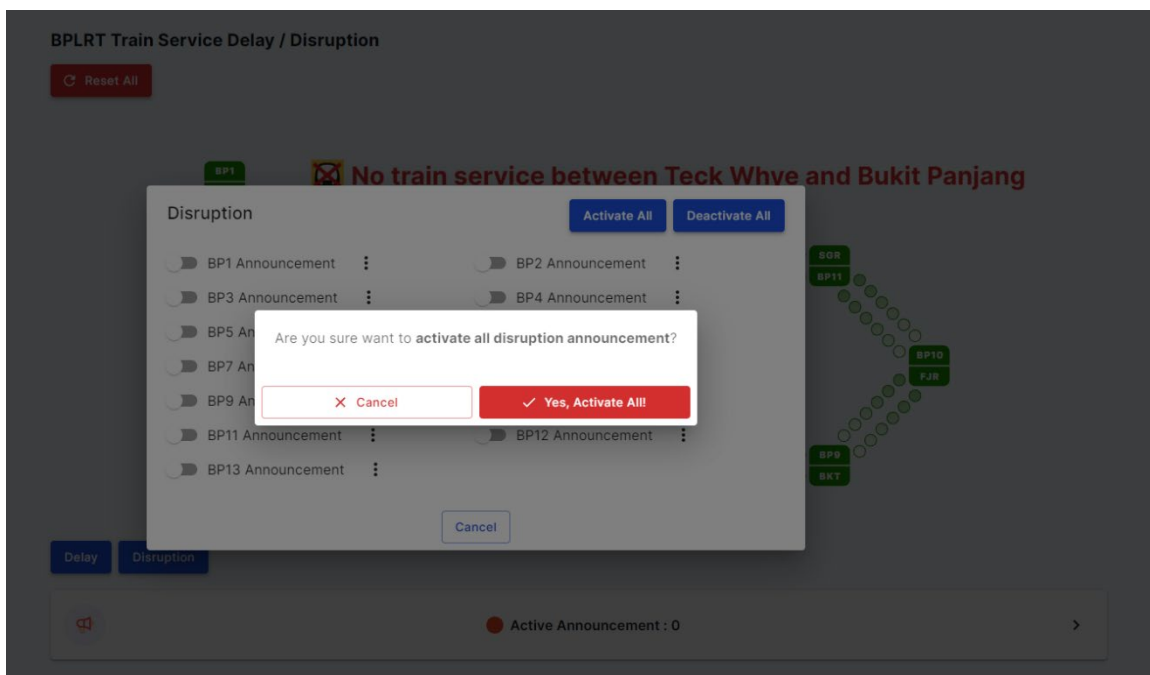 BPLRT Train Service Delay / Disruption
Reset All
BP1
No train service between Teck Whye and Bukit Panjang
Disruption
Activate All
Deactivate All
BP1 Announcement
BP2 Announcement
BP3 Announcement
BP4 Announcement
BP5 An
BP7 An
BP9 An
BP11 Announcement
BP12 Announcement
BP13 Announcement
Cancel
Are you sure want to activate all disruption announcement?
Cancel
Yes, Activate All!
SGR
BP11
BP10
FJR
BP9
BKT
Delay
Disruption
Active Announcement : 0